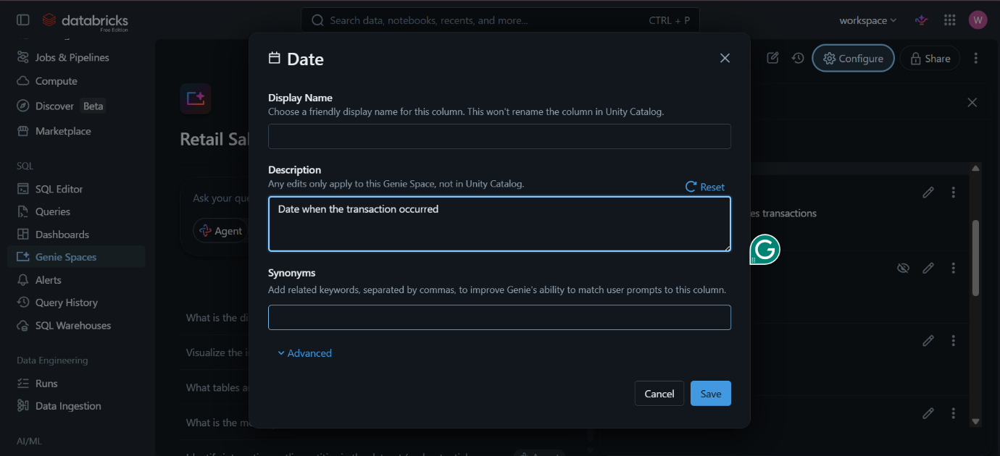 databricks
Free Edition
Search data, notebooks, recents, and more...
CTRL + P
workspace
W
Jobs & Pipelines
Compute
Discover
Beta
Marketplace
SQL
SQL Editor
Queries
Dashboards
Genie Spaces
Alerts
Query History
SQL Warehouses
Data Engineering
Runs
Data Ingestion
AI/ML
Retail Sal
Ask your que
Agent
What is the di
Visualize the i
What tables a
What is the mo
Configure
Share
es transactions
Date
Display Name
Choose a friendly display name for this column. This won't rename the column in Unity Catalog.
Description
Any edits only apply to this Genie Space, not in Unity Catalog.
Reset
Date when the transaction occurred
Synonyms
Add related keywords, separated by commas, to improve Genie's ability to match user prompts to this column.
Advanced
Cancel
Save
G